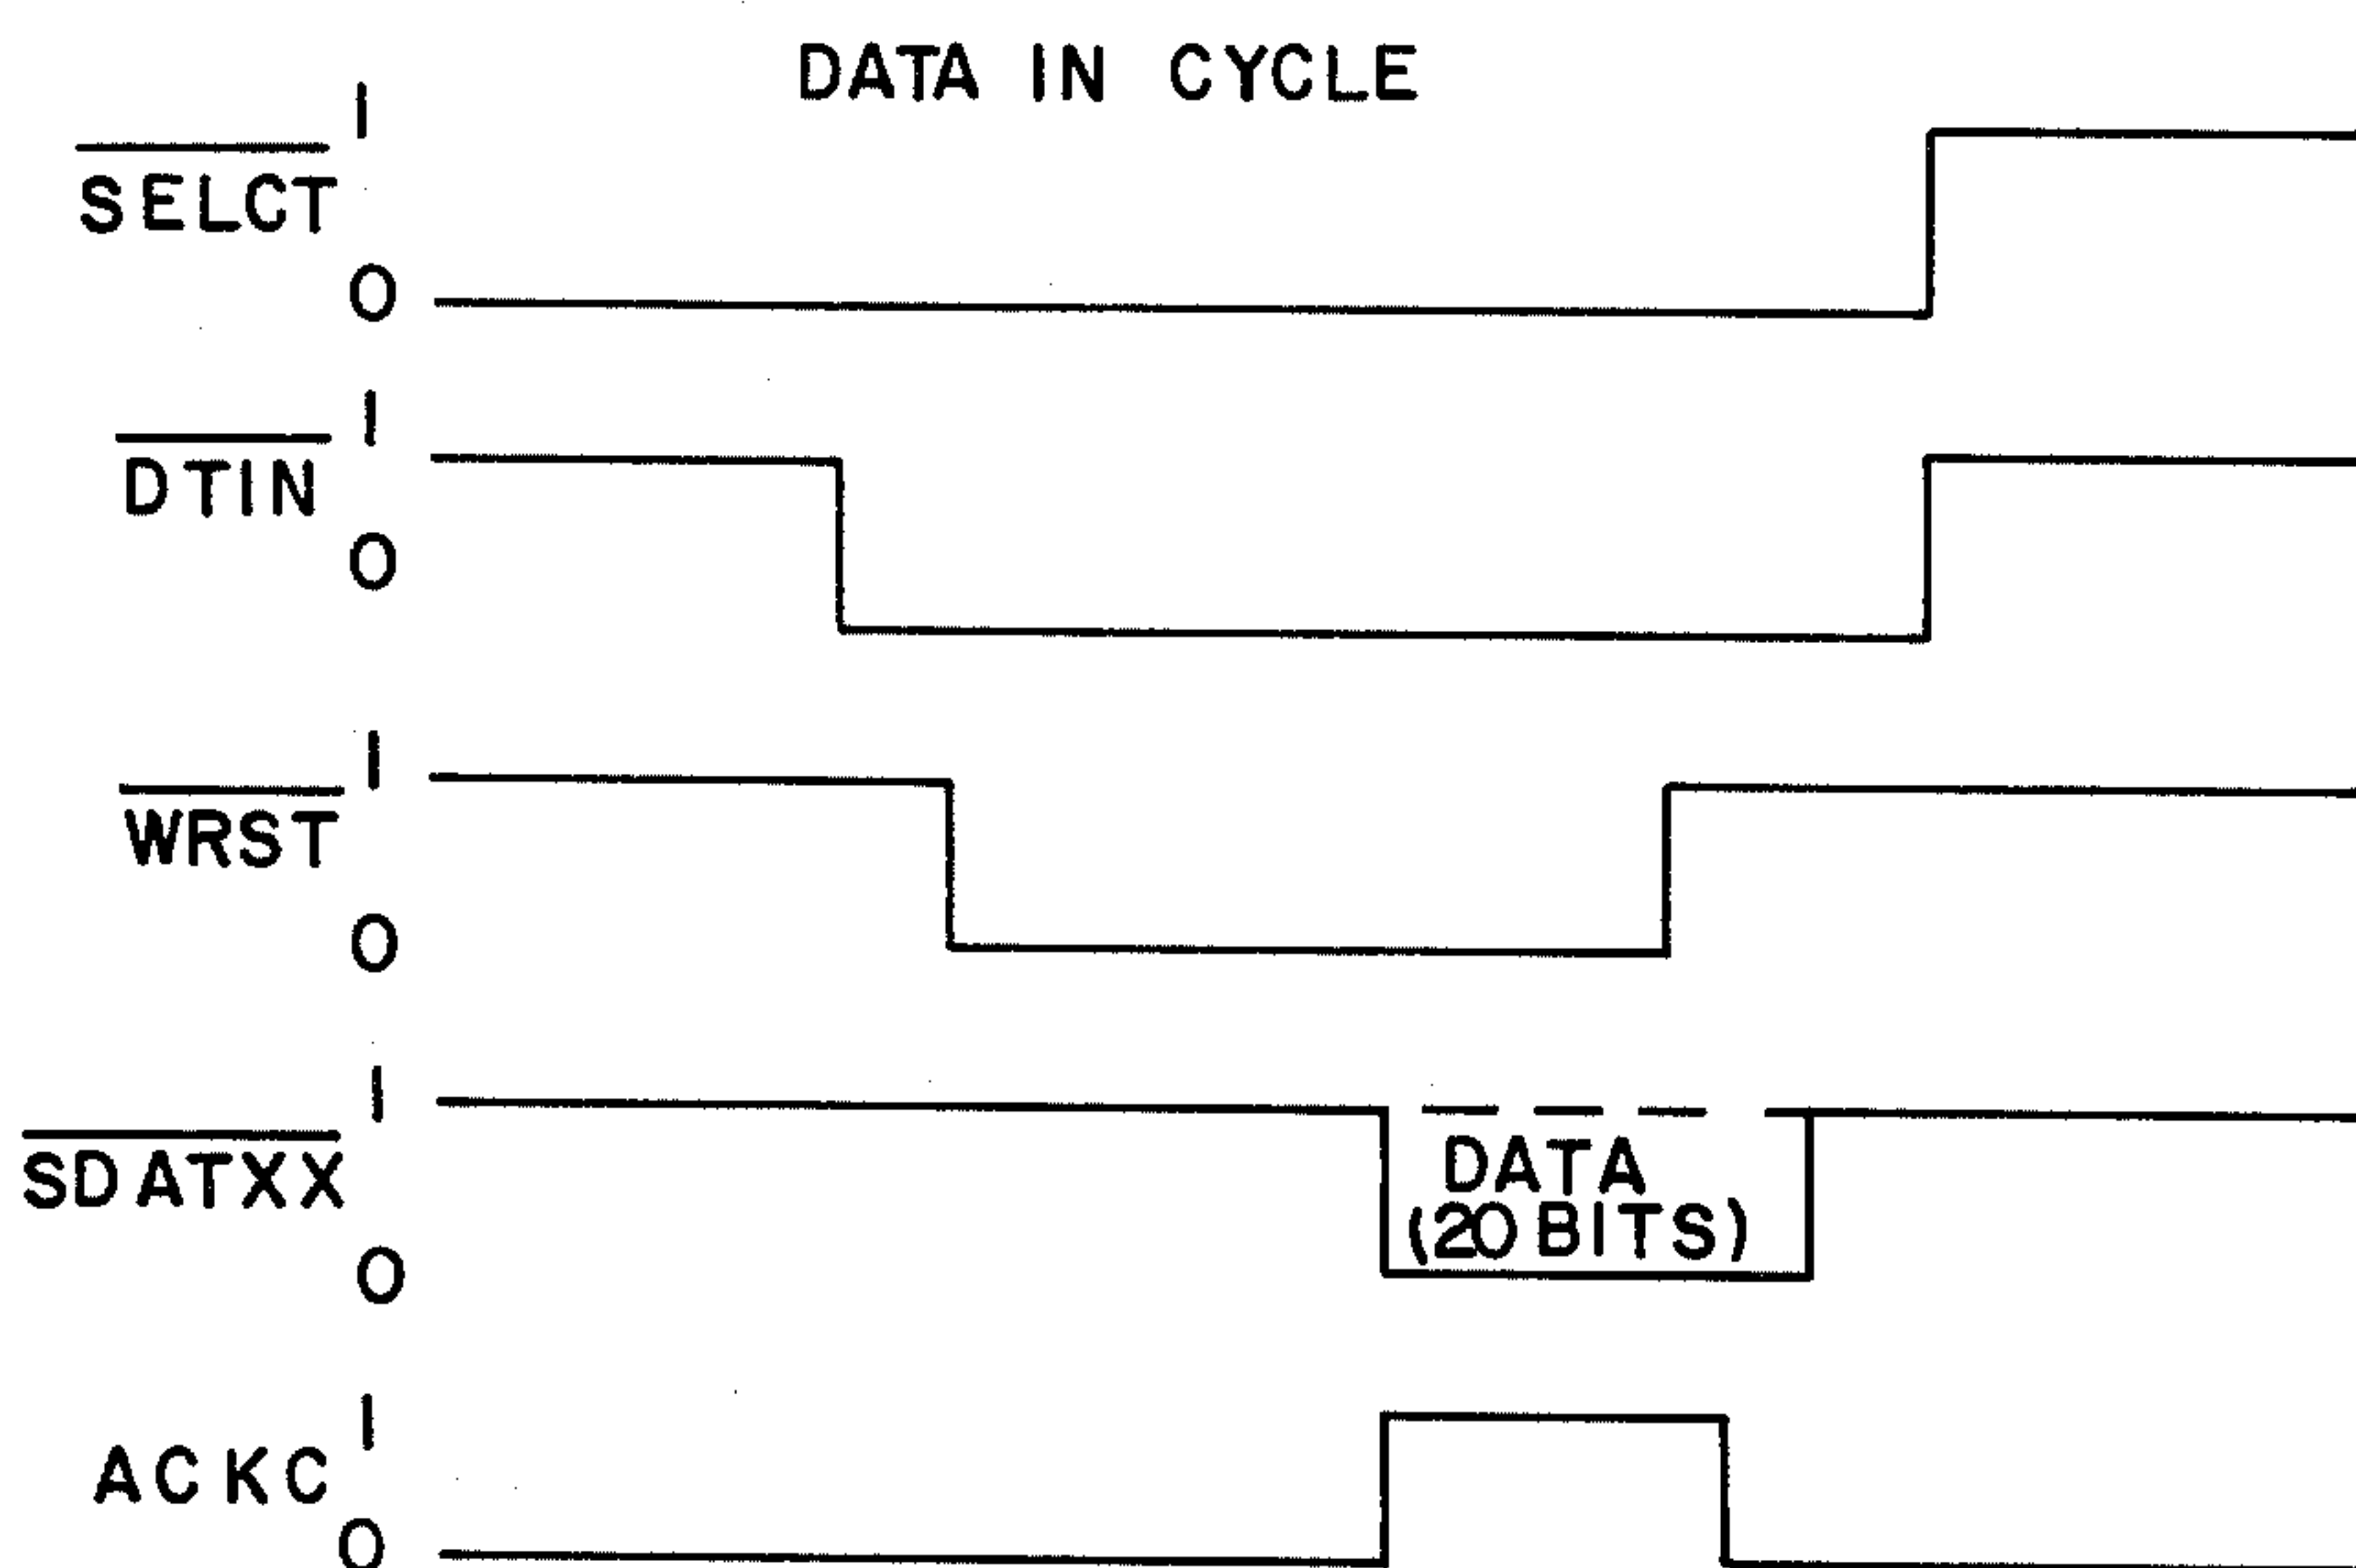 DATA IN CYCLE
1
SELCT
0
1
DTIN
0
1
WRST
0
1
SDATXX
0
DATA
(20 BITS)
1
ACKC
0